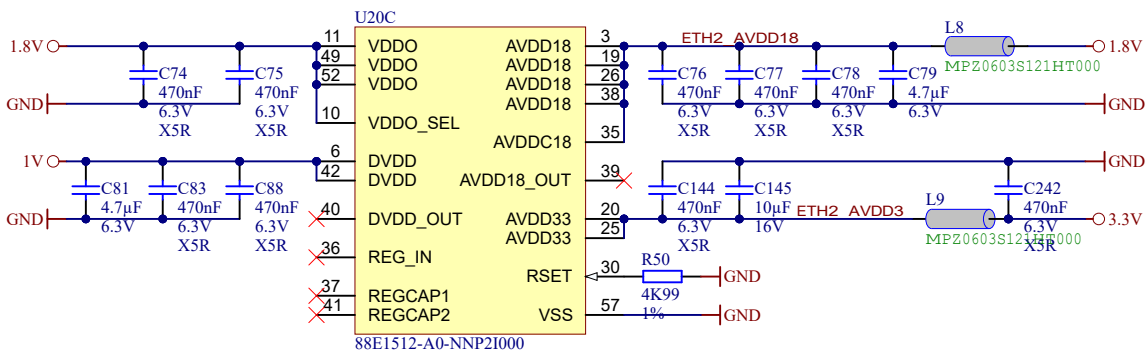 U20C
1.8V
11 VDDO
49 VDDO
52 VDDO
10 VDDO_SEL
C74
470nF
6.3V
X5R
C75
470nF
6.3V
X5R
GND
1V
6 DVDD
42 DVDD
C81
4.7µF
6.3V
C83
470nF
6.3V
X5R
C88
470nF
6.3V
X5R
GND
40 DVDD_OUT
36 REG_IN
37 REGCAP1
41 REGCAP2
AVDD18 3
AVDD18 19
AVDD18 26
AVDD18 38
AVDDC18 35
AVDD18_OUT 39
AVDD33 20
AVDD33 25
RSET 30
VSS 57
88E1512-A0-NNP2I000
ETH2_AVDD18
L8
MPZ0603S121HT000
1.8V
C76
470nF
6.3V
X5R
C77
470nF
6.3V
X5R
C78
470nF
6.3V
X5R
C79
4.7µF
6.3V
GND
GND
C144
470nF
6.3V
X5R
C145
10µF
16V
ETH2_AVDD3
L9
MPZ0603S121HT000
C242
470nF
6.3V
X5R
3.3V
R50
4K99
1%
GND
GND